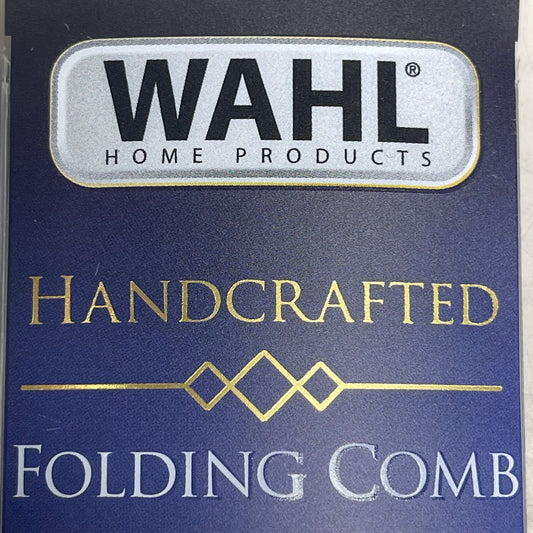 WAHL®
HOME PRODUCTS
HANDCRAFTED
FOLDING COMB